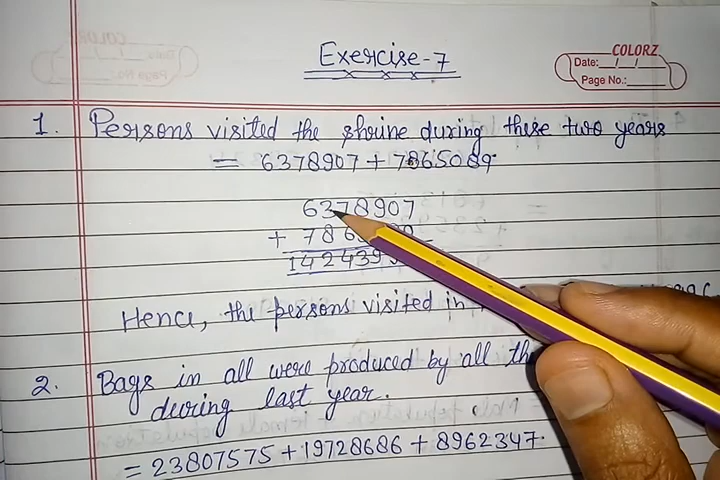 Exercise-7
COLORZ
Date: / /
Page No.:
1. Persons visited the shrine during these two years
= 6378907 + 7865089
6378907
+ 786
142439
Hence, the persons visited in
2. Bags in all were produced by all
during last year.
= 23807575 + 19728686 + 8962347.